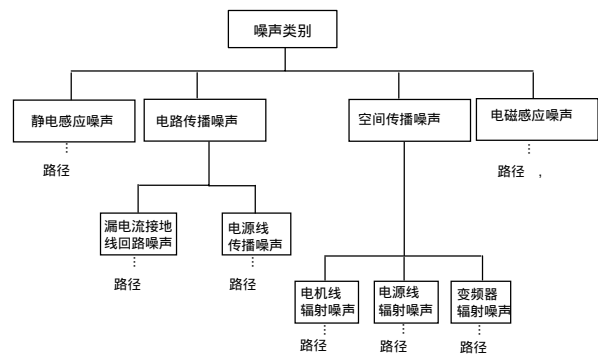 噪声类别
静电感应噪声
电路传播噪声
空间传播噪声
电磁感应噪声
路径
路径 ,
漏电流接地
线回路噪声
电源线
传播噪声
路径
路径
电机线
辐射噪声
电源线
辐射噪声
变频器
辐射噪声
路径
路径
路径